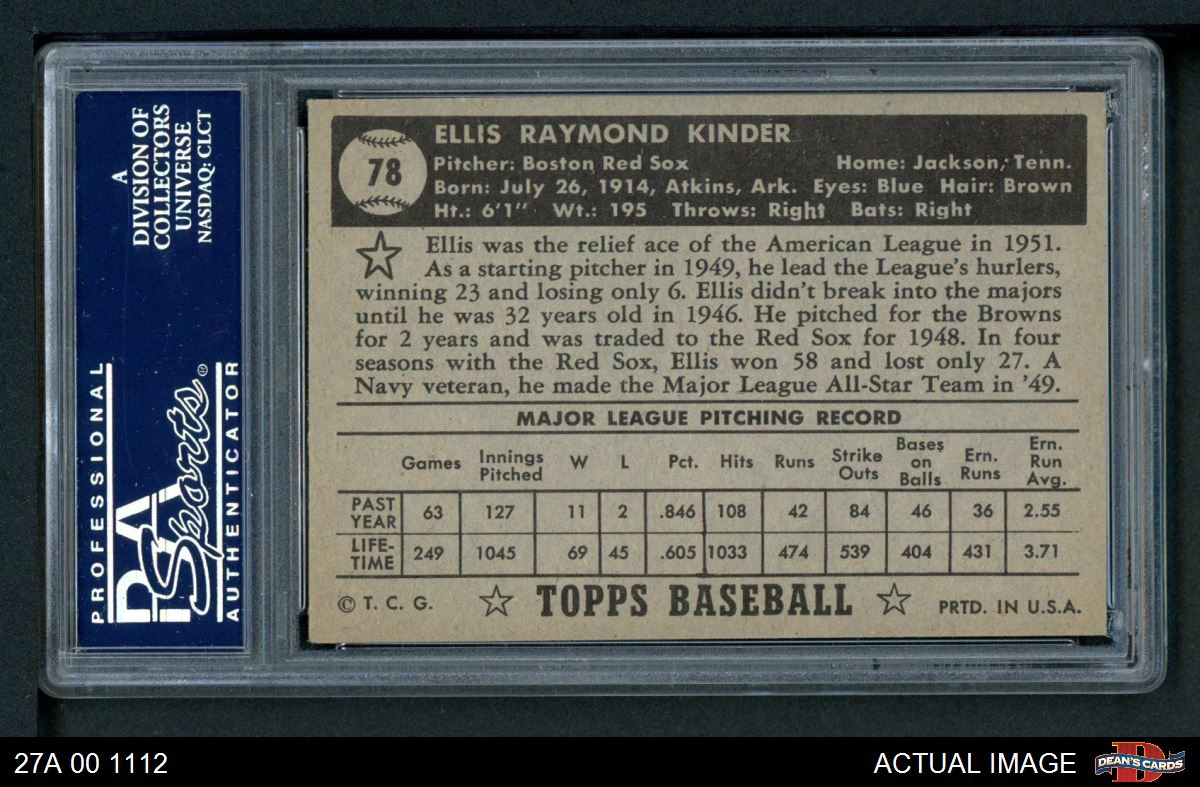 A
DIVISION OF
COLLECTORS
UNIVERSE
NASDAQ: CLCT
PROFESSIONAL
PSA
Sports
AUTHENTICATOR
78
ELLIS RAYMOND KINDER
Pitcher: Boston Red Sox Home: Jackson, Tenn.
Born: July 26, 1914, Atkins, Ark. Eyes: Blue Hair: Brown
Ht.: 6'1" Wt.: 195 Throws: Right Bats: Right
Ellis was the relief ace of the American League in 1951.
As a starting pitcher in 1949, he lead the League's hurlers,
winning 23 and losing only 6. Ellis didn't break into the majors
until he was 32 years old in 1946. He pitched for the Browns
for 2 years and was traded to the Red Sox for 1948. In four
seasons with the Red Sox, Ellis won 58 and lost only 27. A
Navy veteran, he made the Major League All-Star Team in '49.
MAJOR LEAGUE PITCHING RECORD
Games Innings Pitched W L Pct. Hits Runs Strike Outs Bases on Balls Ern. Runs Ern. Run Avg.
PAST YEAR 63 127 11 2 .846 108 42 84 46 36 2.55
LIFE-TIME 249 1045 69 45 .605 1033 474 539 404 431 3.71
© T. C. G. TOPPS BASEBALL PRTD. IN U.S.A.
27A 00 1112 ACTUAL IMAGE DEAN'S CARDS